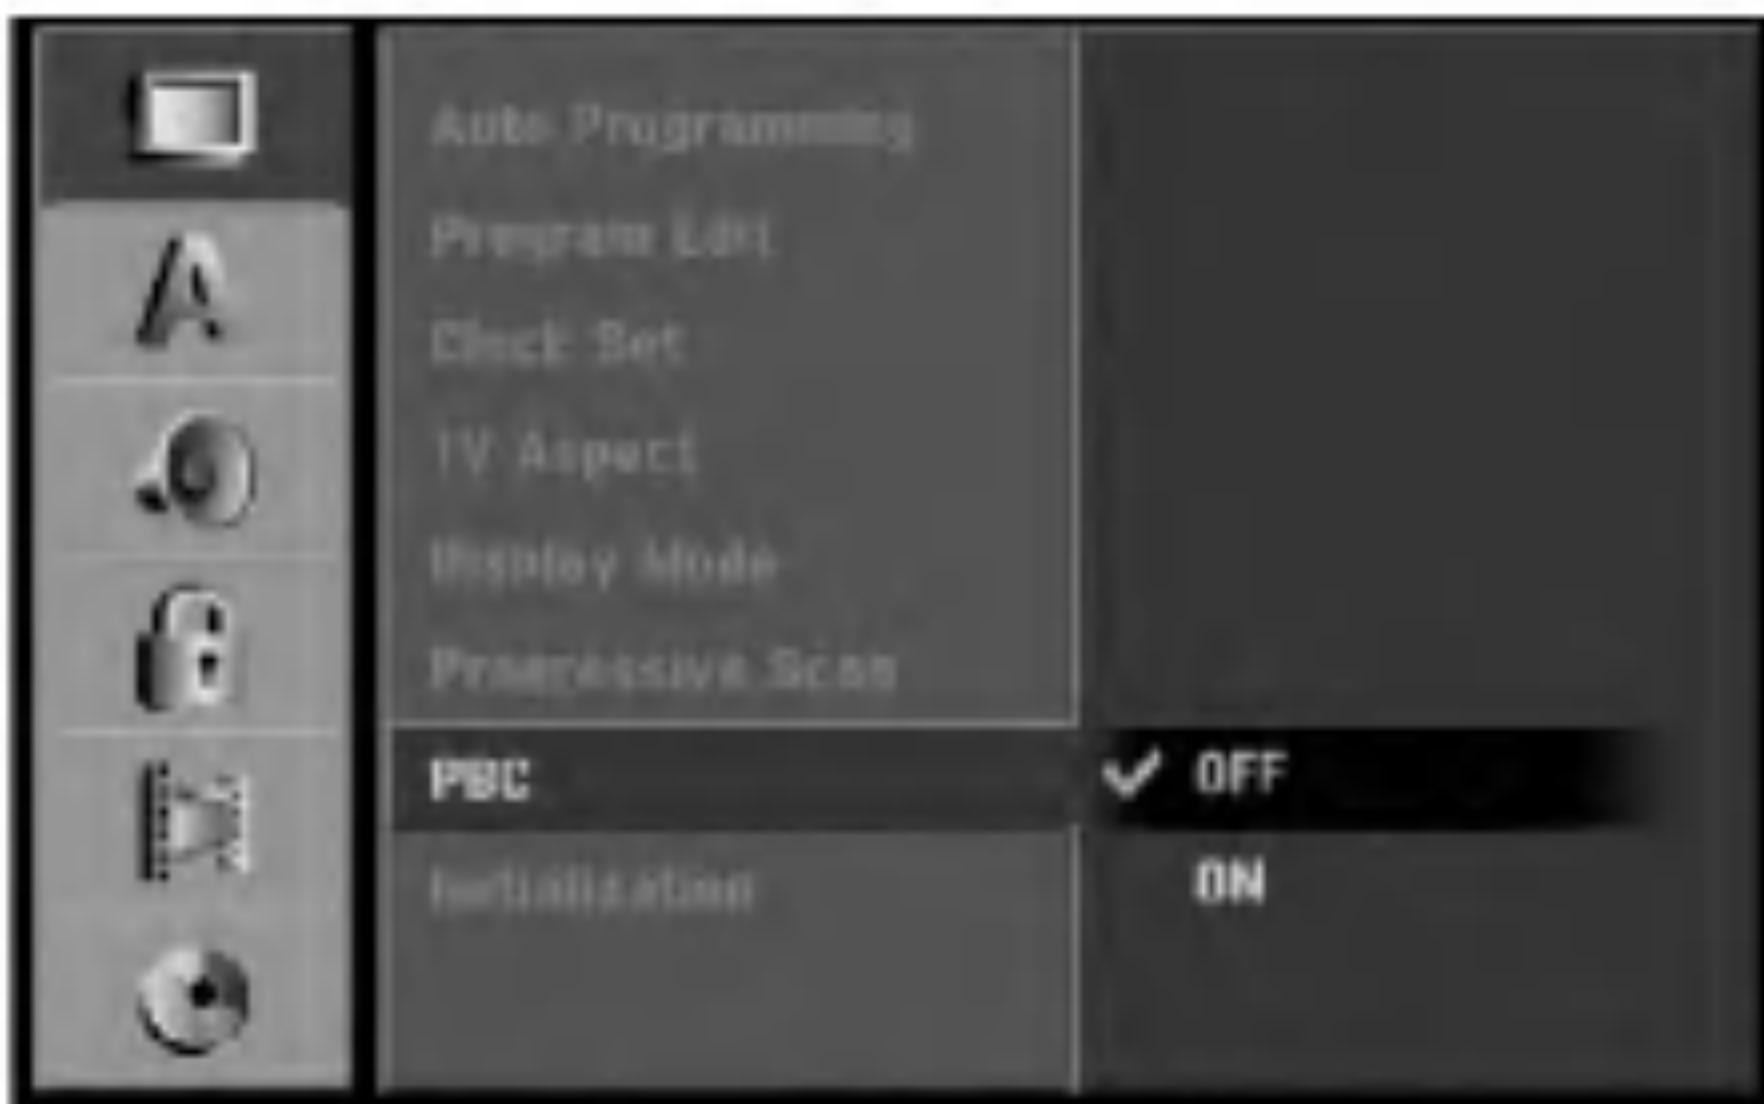 Auto Programming
Program Edit
Clock Set
TV Aspect
Display Mode
Progressive Scan
PBC
OFF
ON
Initialization